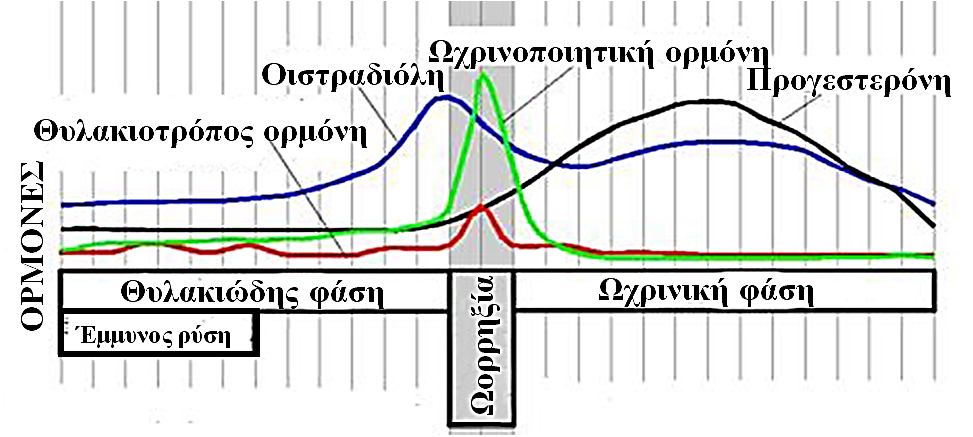 Ωχρινοποιητική ορμόνη
Οιστραδιόλη
Προγεστερόνη
Θυλακιοτρόπος ορμόνη
ΟΡΜΟΝΕΣ
Θυλακιώδης φάση
Ωορρηξία
Ωχρινική φάση
Έμμυνος ρύση